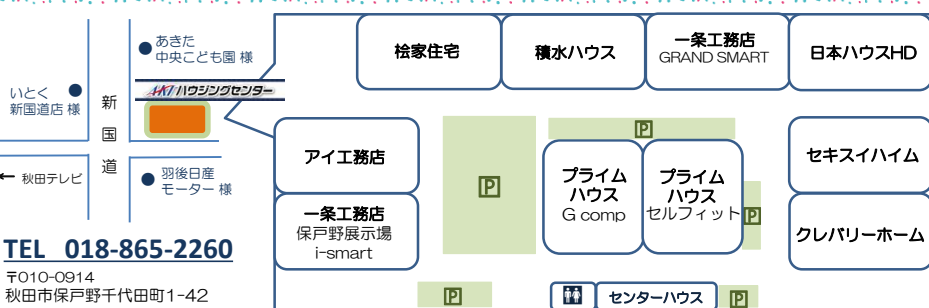 あきた
中央こども園 様
AKT ハウジングセンター
いとく
新国道店 様
新国道
← 秋田テレビ
羽後日産
モーター 様
TEL 018-865-2260
〒010-0914
秋田市保戸野千代田町1-42
桧家住宅
積水ハウス
一条工務店
GRAND SMART
日本ハウスHD
アイ工務店
一条工務店
保戸野展示場
i-smart
P
P
プライム
ハウス
G comp
プライム
ハウス
セルフィット
P
セキスイハイム
クレバリーホーム
P
センターハウス
P